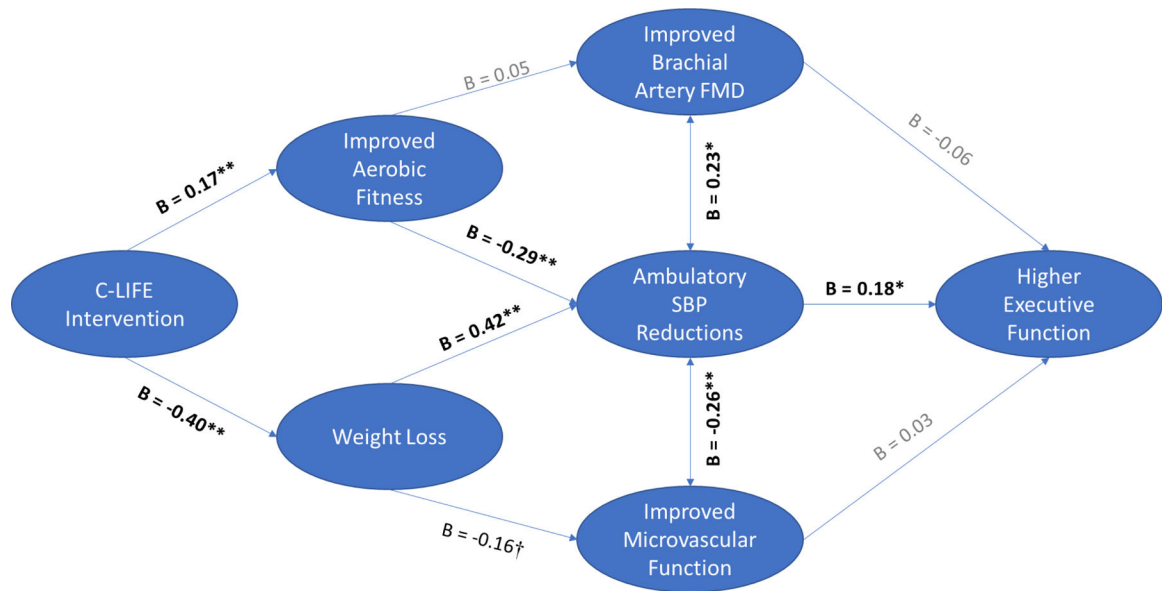 Improved
Brachial
Artery FMD
B = 0.05
Improved
Aerobic
Fitness
B = -0.06
B = 0.17**
B = 0.23*
B = -0.29**
C-LIFE
Intervention
Ambulatory
SBP
Reductions
B = 0.18*
Higher
Executive
Function
B = 0.42**
B = -0.40**
B = -0.26**
Weight Loss
B = 0.03
B = -0.16†
Improved
Microvascular
Function